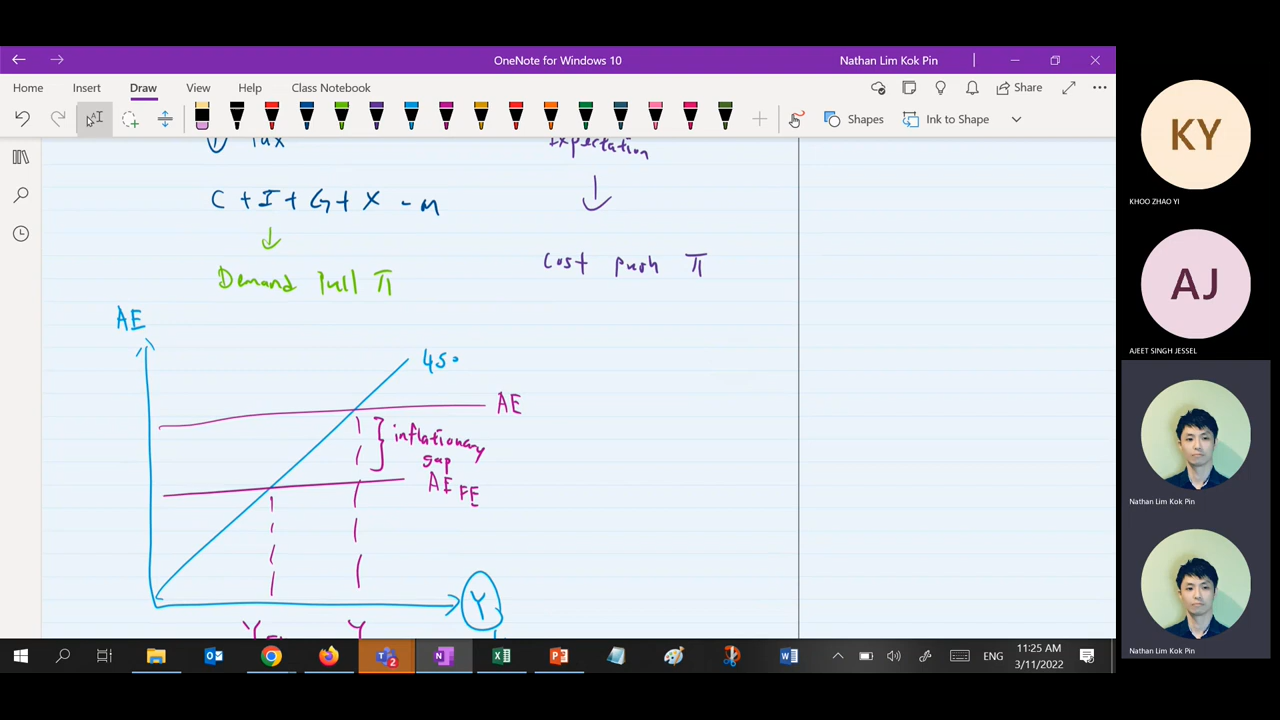 OneNote for Windows 10
Nathan Lim Kok Pin
Home Insert Draw View Help Class Notebook
Share
Shapes
Ink to Shape
① Tax
Expectation
C + I + G + X - M
Demand Pull π
Cost push π
AE
45°
AE
inflationary
gap
AE FE
Y
Y
Y
KY
KHOO ZHAO YI
AJ
AJEET SINGH JESSEL
Nathan Lim Kok Pin
Nathan Lim Kok Pin
2
ENG
11:25 AM
3/11/2022